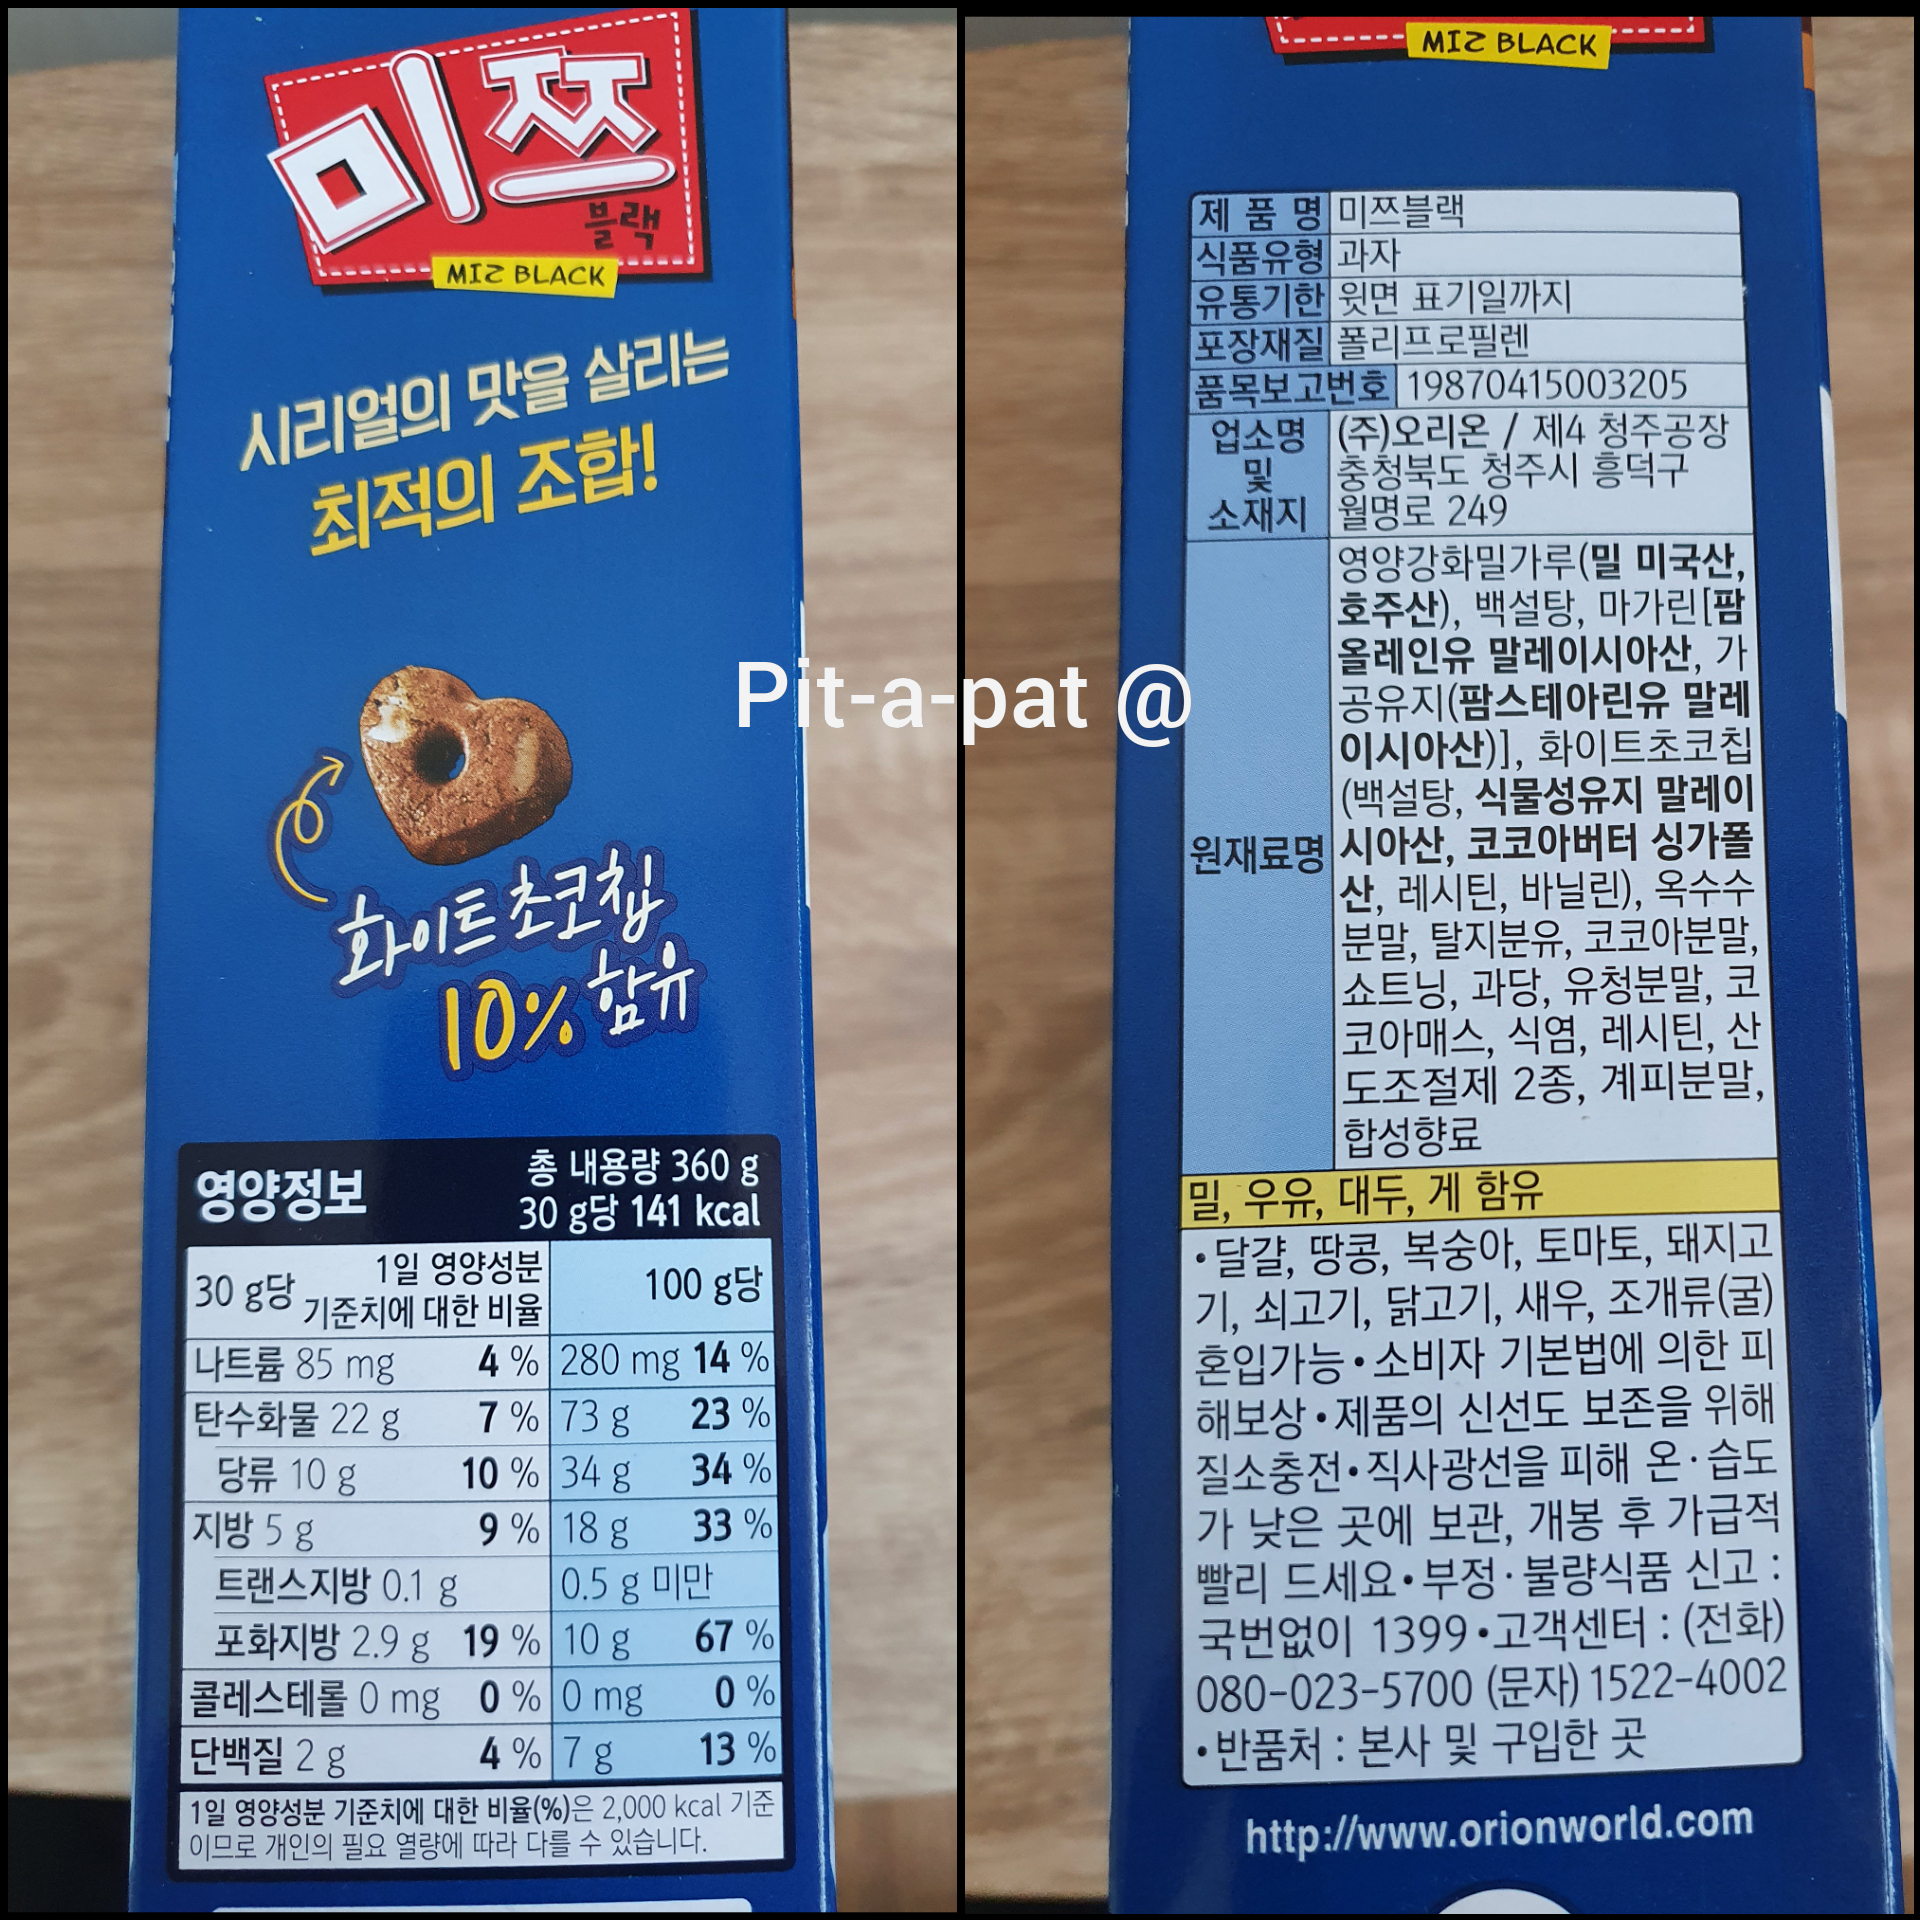 미쯔
블랙
MIZ BLACK
시리얼의 맛을 살리는
최적의 조합!
화이트초코칩
10% 함유
영양정보
총 내용량 360 g
30 g당 141 kcal
30 g당 1일 영양성분 기준치에 대한 비율 100 g당
나트륨 85 mg 4 % 280 mg 14 %
탄수화물 22 g 7 % 73 g 23 %
당류 10 g 10 % 34 g 34 %
지방 5 g 9 % 18 g 33 %
트랜스지방 0.1 g 0.5 g 미만
포화지방 2.9 g 19 % 10 g 67 %
콜레스테롤 0 mg 0 % 0 mg 0 %
단백질 2 g 4 % 7 g 13 %
1일 영양성분 기준치에 대한 비율(%)은 2,000 kcal 기준
이므로 개인의 필요 열량에 따라 다를 수 있습니다.
Pit-a-pat @
MIZ BLACK
제 품 명 미쯔블랙
식품유형 과자
유통기한 윗면 표기일까지
포장재질 폴리프로필렌
품목보고번호 19870415003205
업소명 및 소재지 (주)오리온 / 제4 청주공장
충청북도 청주시 흥덕구
월명로 249
원재료명
영양강화밀가루(밀 미국산,
호주산), 백설탕, 마가린[팜
올레인유 말레이시아산, 가
공유지(팜스테아린유 말레
이시아산)], 화이트초코칩
(백설탕, 식물성유지 말레이
시아산, 코코아버터 싱가폴
산, 레시틴, 바닐린), 옥수수
분말, 탈지분유, 코코아분말,
쇼트닝, 과당, 유청분말, 코
코아매스, 식염, 레시틴, 산
도조절제 2종, 계피분말,
합성향료
밀, 우유, 대두, 게 함유
•달걀, 땅콩, 복숭아, 토마토, 돼지고
기, 쇠고기, 닭고기, 새우, 조개류(굴)
혼입가능•소비자 기본법에 의한 피
해보상•제품의 신선도 보존을 위해
질소충전•직사광선을 피해 온·습도
가 낮은 곳에 보관, 개봉 후 가급적
빨리 드세요•부정·불량식품 신고 :
국번없이 1399•고객센터 : (전화)
080-023-5700 (문자) 1522-4002
•반품처 : 본사 및 구입한 곳
http://www.orionworld.com